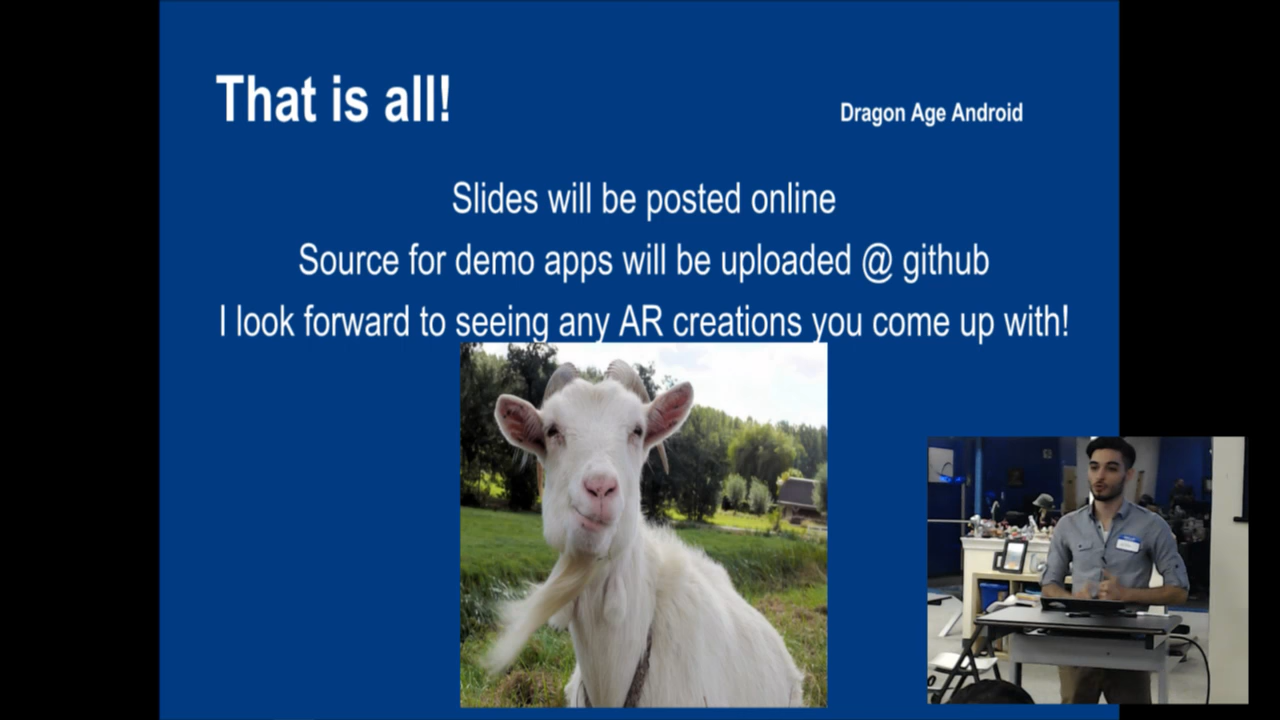 That is all!
Dragon Age Android
Slides will be posted online
Source for demo apps will be uploaded @ github
I look forward to seeing any AR creations you come up with!